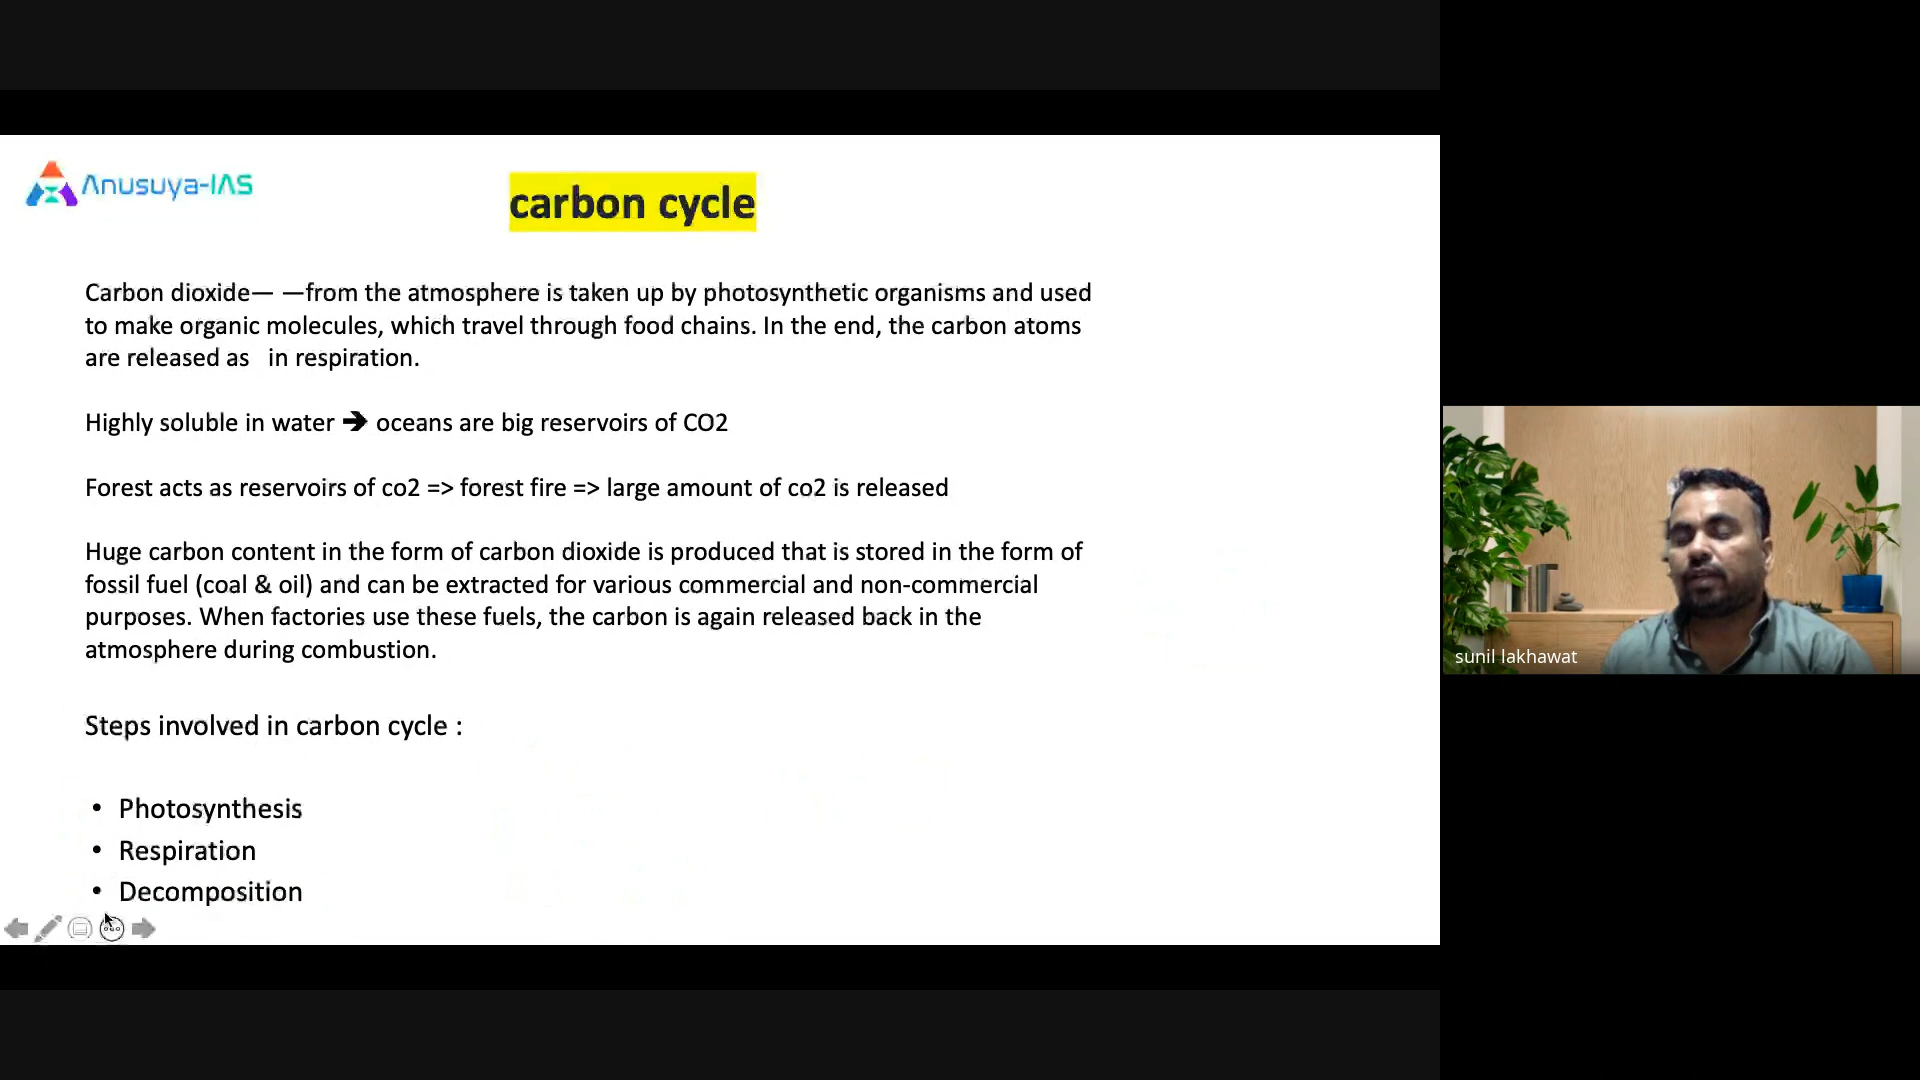 Anusuya-IAS
carbon cycle
Carbon dioxide— —from the atmosphere is taken up by photosynthetic organisms and used
to make organic molecules, which travel through food chains. In the end, the carbon atoms
are released as in respiration.
Highly soluble in water ➔ oceans are big reservoirs of CO2
Forest acts as reservoirs of co2 => forest fire => large amount of co2 is released
Huge carbon content in the form of carbon dioxide is produced that is stored in the form of
fossil fuel (coal & oil) and can be extracted for various commercial and non-commercial
purposes. When factories use these fuels, the carbon is again released back in the
atmosphere during combustion.
Steps involved in carbon cycle :
• Photosynthesis
• Respiration
• Decomposition
sunil lakhawat